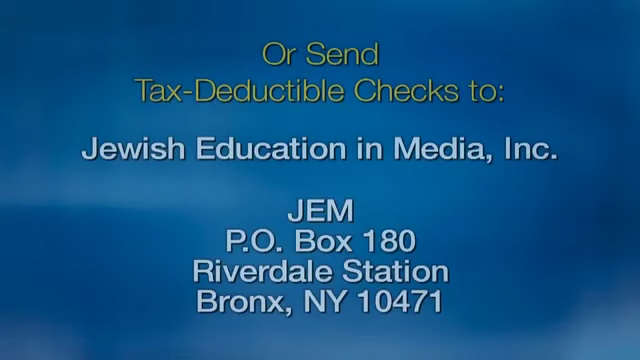 Or Send
Tax-Deductible Checks to:
Jewish Education in Media, Inc.
JEM
P.O. Box 180
Riverdale Station
Bronx, NY 10471